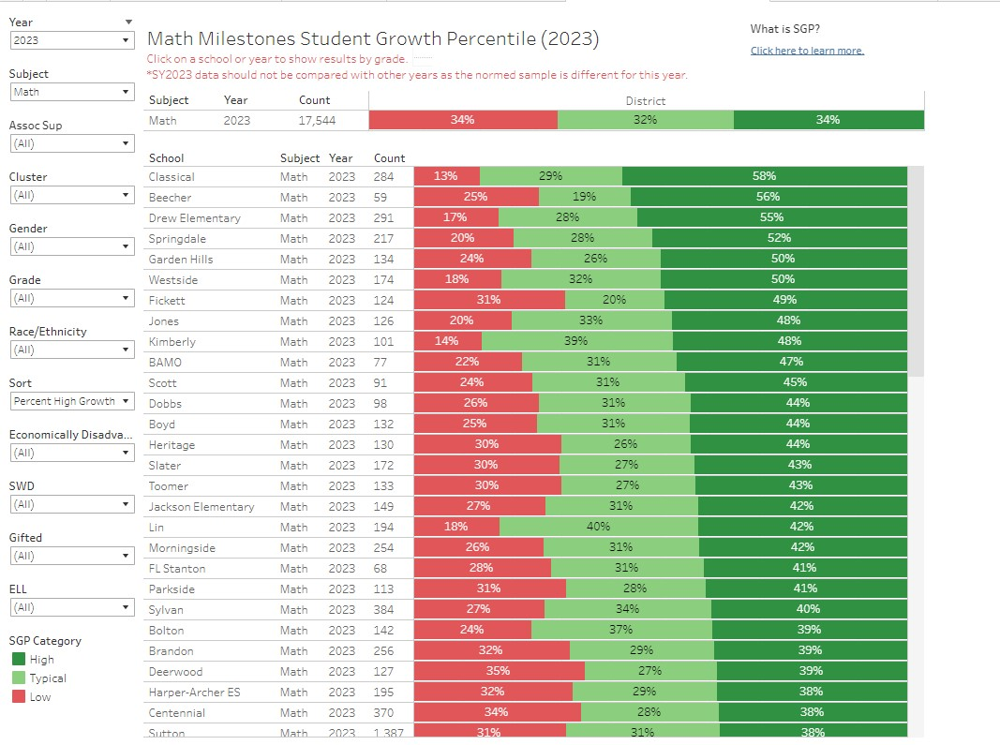 Year
2023
Subject
Math
Assoc Sup
(All)
Cluster
(All)
Gender
(All)
Grade
(All)
Race/Ethnicity
(All)
Sort
Percent High Growth
Economically Disadva...
(All)
SWD
(All)
Gifted
(All)
ELL
(All)
SGP Category
High
Typical
Low
Math Milestones Student Growth Percentile (2023)
Click on a school or year to show results by grade.
*SY2023 data should not be compared with other years as the normed sample is different for this year.
What is SGP?
Click here to learn more.
Subject Year Count District
Math 2023 17,544 34% 32% 34%
School Subject Year Count
Classical Math 2023 284 13% 29% 58%
Beecher Math 2023 59 25% 19% 56%
Drew Elementary Math 2023 291 17% 28% 55%
Springdale Math 2023 217 20% 28% 52%
Garden Hills Math 2023 134 24% 26% 50%
Westside Math 2023 174 18% 32% 50%
Fickett Math 2023 124 31% 20% 49%
Jones Math 2023 126 20% 33% 48%
Kimberly Math 2023 101 14% 39% 48%
BAMO Math 2023 77 22% 31% 47%
Scott Math 2023 91 24% 31% 45%
Dobbs Math 2023 98 26% 31% 44%
Boyd Math 2023 132 25% 31% 44%
Heritage Math 2023 130 30% 26% 44%
Slater Math 2023 172 30% 27% 43%
Toomer Math 2023 133 30% 27% 43%
Jackson Elementary Math 2023 149 27% 31% 42%
Lin Math 2023 194 18% 40% 42%
Morningside Math 2023 254 26% 31% 42%
FL Stanton Math 2023 68 28% 31% 41%
Parkside Math 2023 113 31% 28% 41%
Sylvan Math 2023 384 27% 34% 40%
Bolton Math 2023 142 24% 37% 39%
Brandon Math 2023 256 32% 29% 39%
Deerwood Math 2023 127 35% 27% 39%
Harper-Archer ES Math 2023 195 32% 29% 38%
Centennial Math 2023 370 34% 28% 38%
Sutton Math 2023 1,387 31% 31% 38%